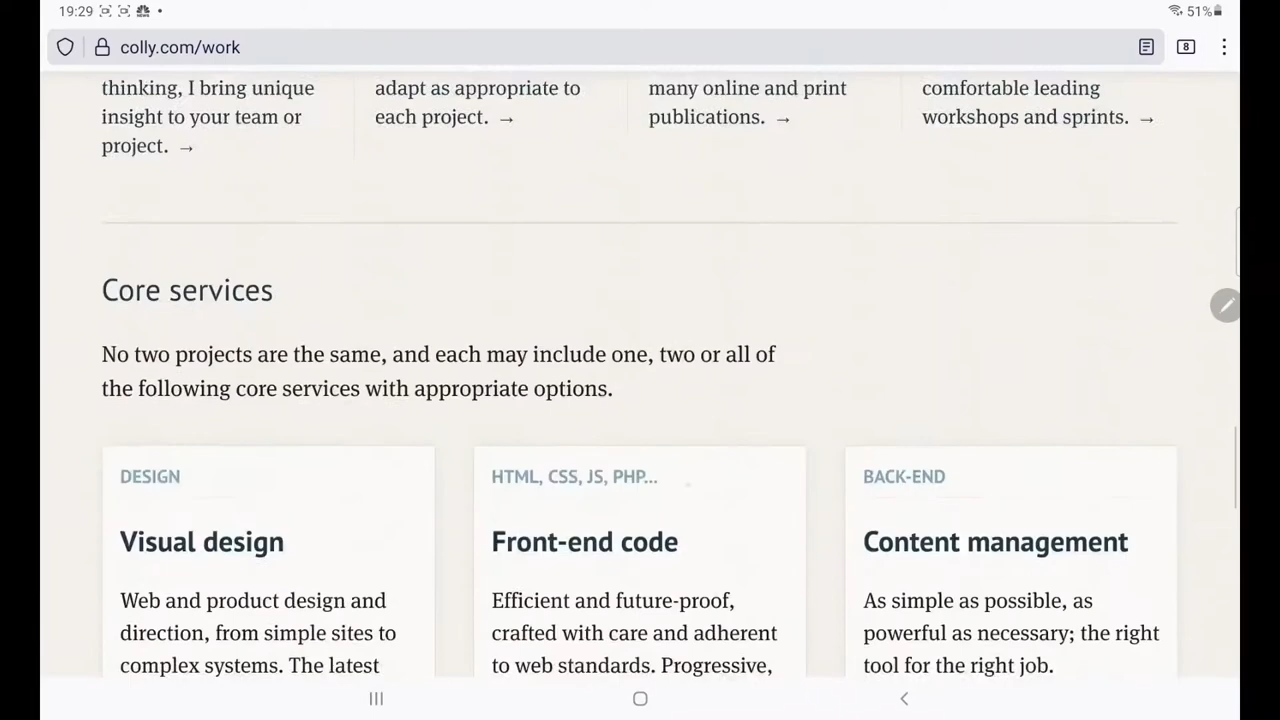 19:29 51%
colly.com/work 8
thinking, I bring unique
insight to your team or
project. →
adapt as appropriate to
each project. →
many online and print
publications. →
comfortable leading
workshops and sprints. →
Core services
No two projects are the same, and each may include one, two or all of
the following core services with appropriate options.
DESIGN
Visual design
Web and product design and
direction, from simple sites to
complex systems. The latest
HTML, CSS, JS, PHP...
Front-end code
Efficient and future-proof,
crafted with care and adherent
to web standards. Progressive,
BACK-END
Content management
As simple as possible, as
powerful as necessary; the right
tool for the right job.